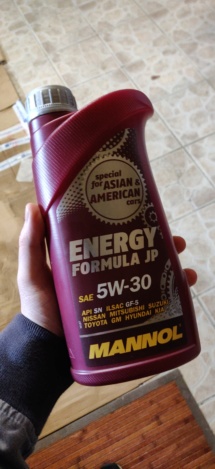 special
for ASIAN &
AMERICAN
cars
ENERGY
FORMULA JP
SAE 5W-30
API SN ILSAC GF-5
NISSAN MITSUBISHI SUZUKI
TOYOTA GM HYUNDAI KIA
MANNOL